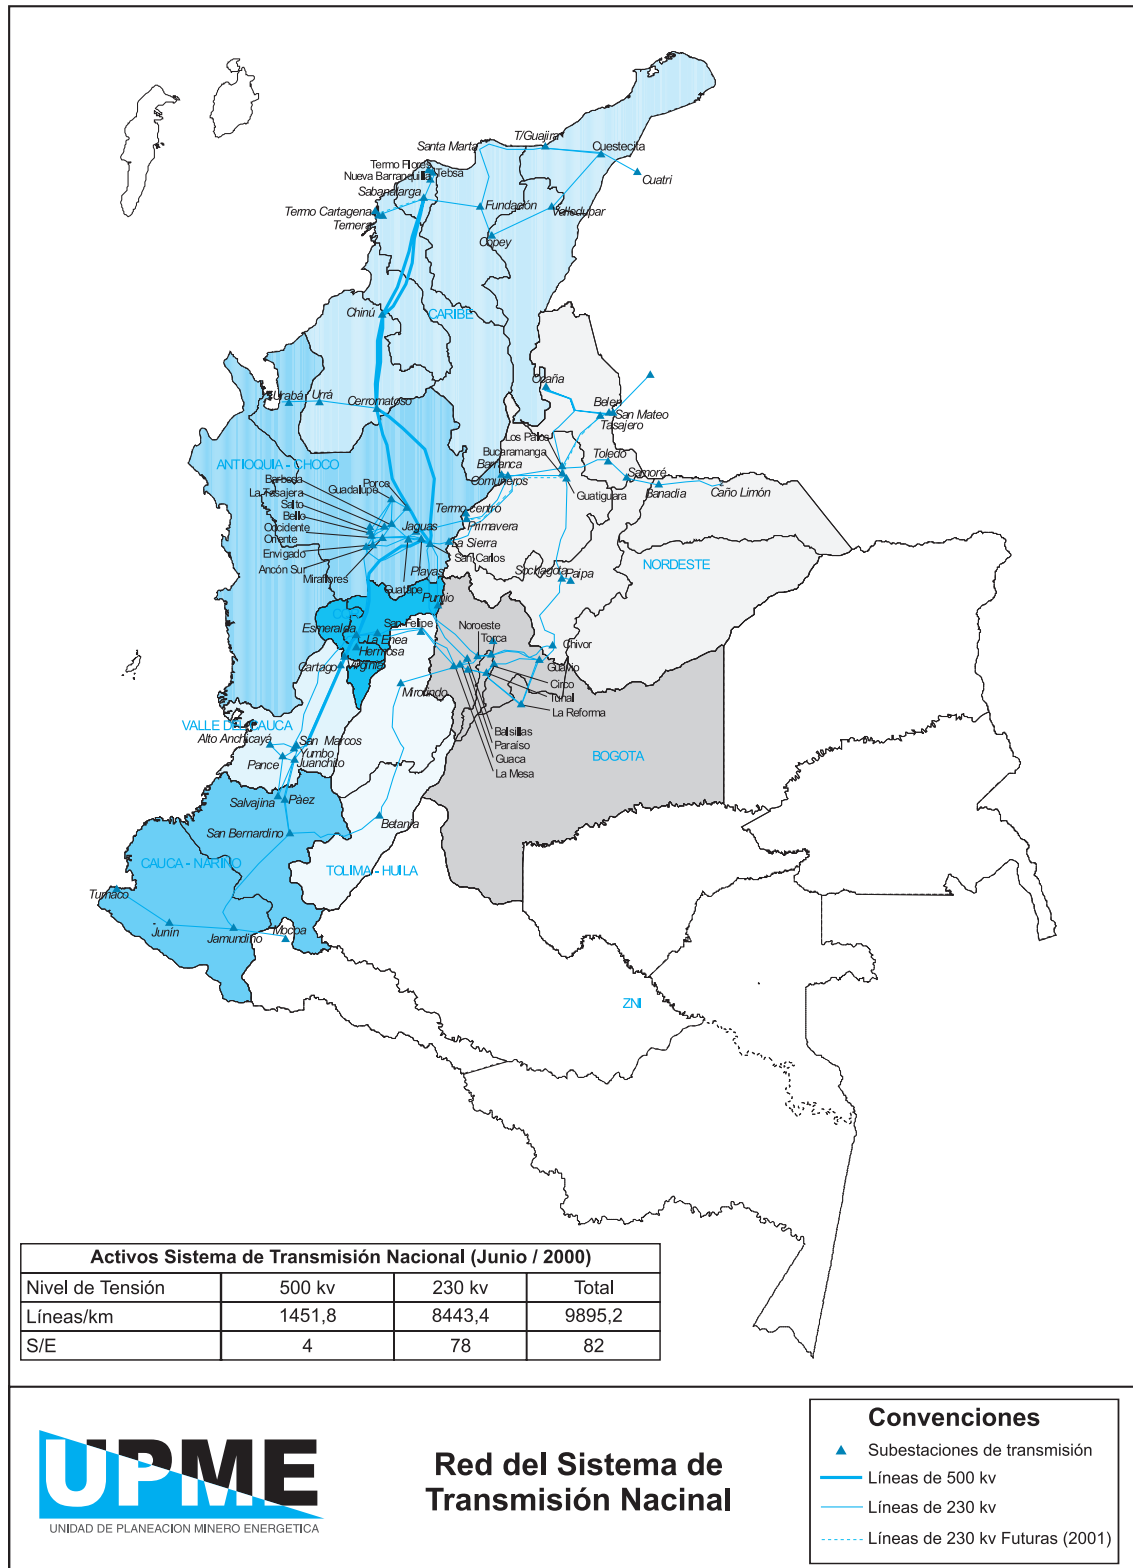 T/Guajira
Santa Marta
Cuestecita
Cuatri
Termo Flores
Tebsa
Nueva Barranquilla
Sabanalarga
Termo Cartagena
Ternera
Fundación
Valledupar
Copey
Chinú
CARIBE
Ocaña
Urabá
Urrá
Cerromatoso
Belen
San Mateo
Tasajero
Los Palos
Bucaramanga
Toledo
ANTIOQUIA - CHOCO
Barranca
Comuneros
Samoré
Banadia
Caño Limón
Guatiguara
Barbosa
Porce
La Tasajera
Guadalupe
Salto
Bello
Termo centro
Primavera
Occidente
Jaguas
Oriente
La Sierra
Envigado
San Carlos
Ancón Sur
Playas
Miraflores
Guatape
Sochagota
Paipa
NORDESTE
Purnio
San Felipe
Noroeste
Esmeralda
La Enea
Torca
Chivor
Hermosa
Cartago
Virginia
Guavio
Mirolindo
Circo
Tunal
La Reforma
VALLE DEL CAUCA
Balsillas
Alto Anchicayá
San Marcos
Paraíso
BOGOTA
Yumbo
Guaca
Pance
Juanchito
La Mesa
Salvajina
Pàez
San Bernardino
Betania
CAUCA - NARIÑO
TOLIMA - HUILA
Tumaco
Junín
Jamundino
Mocoa
ZNI
Activos Sistema de Transmisión Nacional (Junio / 2000)
Nivel de Tensión 500 kv 230 kv Total
Líneas/km 1451,8 8443,4 9895,2
S/E 4 78 82
UPME
UNIDAD DE PLANEACION MINERO ENERGETICA
Red del Sistema de
Transmisión Nacinal
Convenciones
Subestaciones de transmisión
Líneas de 500 kv
Líneas de 230 kv
Líneas de 230 kv Futuras (2001)